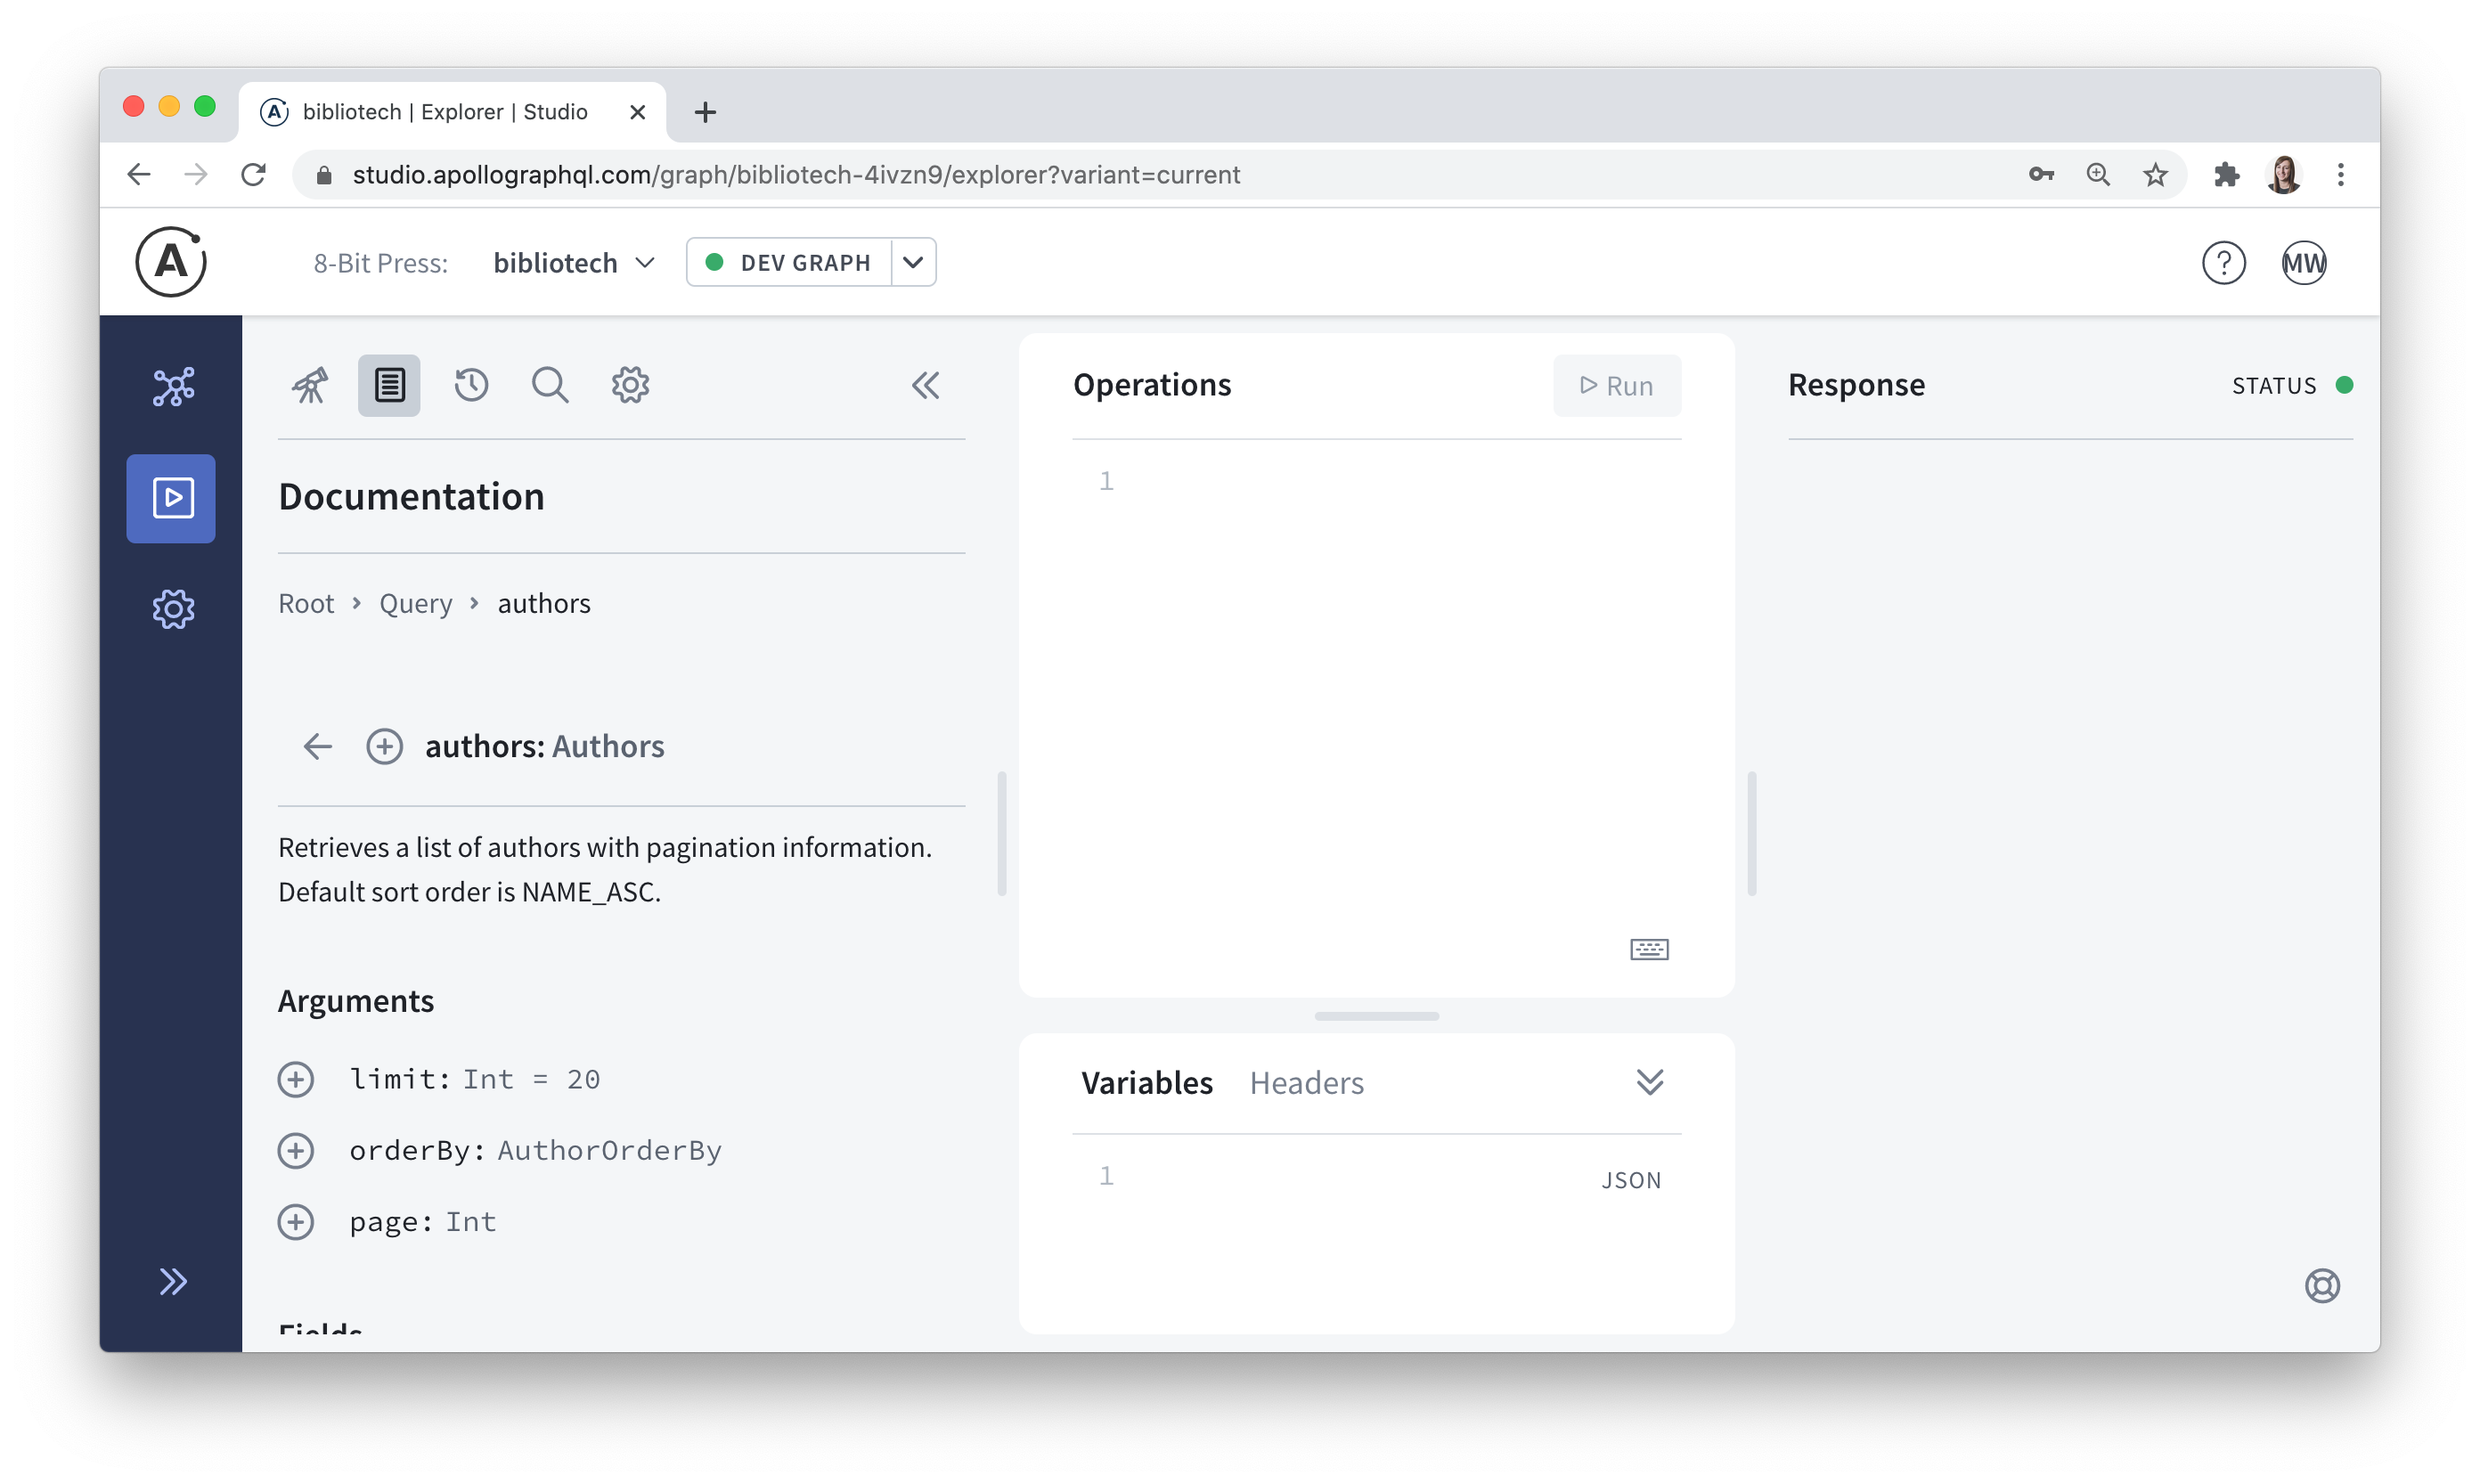 bibliotech | Explorer | Studio
studio.apollographql.com/graph/bibliotech-4ivzn9/explorer?variant=current
A
8-Bit Press:
bibliotech
DEV GRAPH
?
MW
Documentation
Root > Query > authors
authors: Authors
Retrieves a list of authors with pagination information.
Default sort order is NAME_ASC.
Arguments
limit: Int = 20
orderBy: AuthorOrderBy
page: Int
Fields
Operations
Run
1
Variables
Headers
1
JSON
Response
STATUS